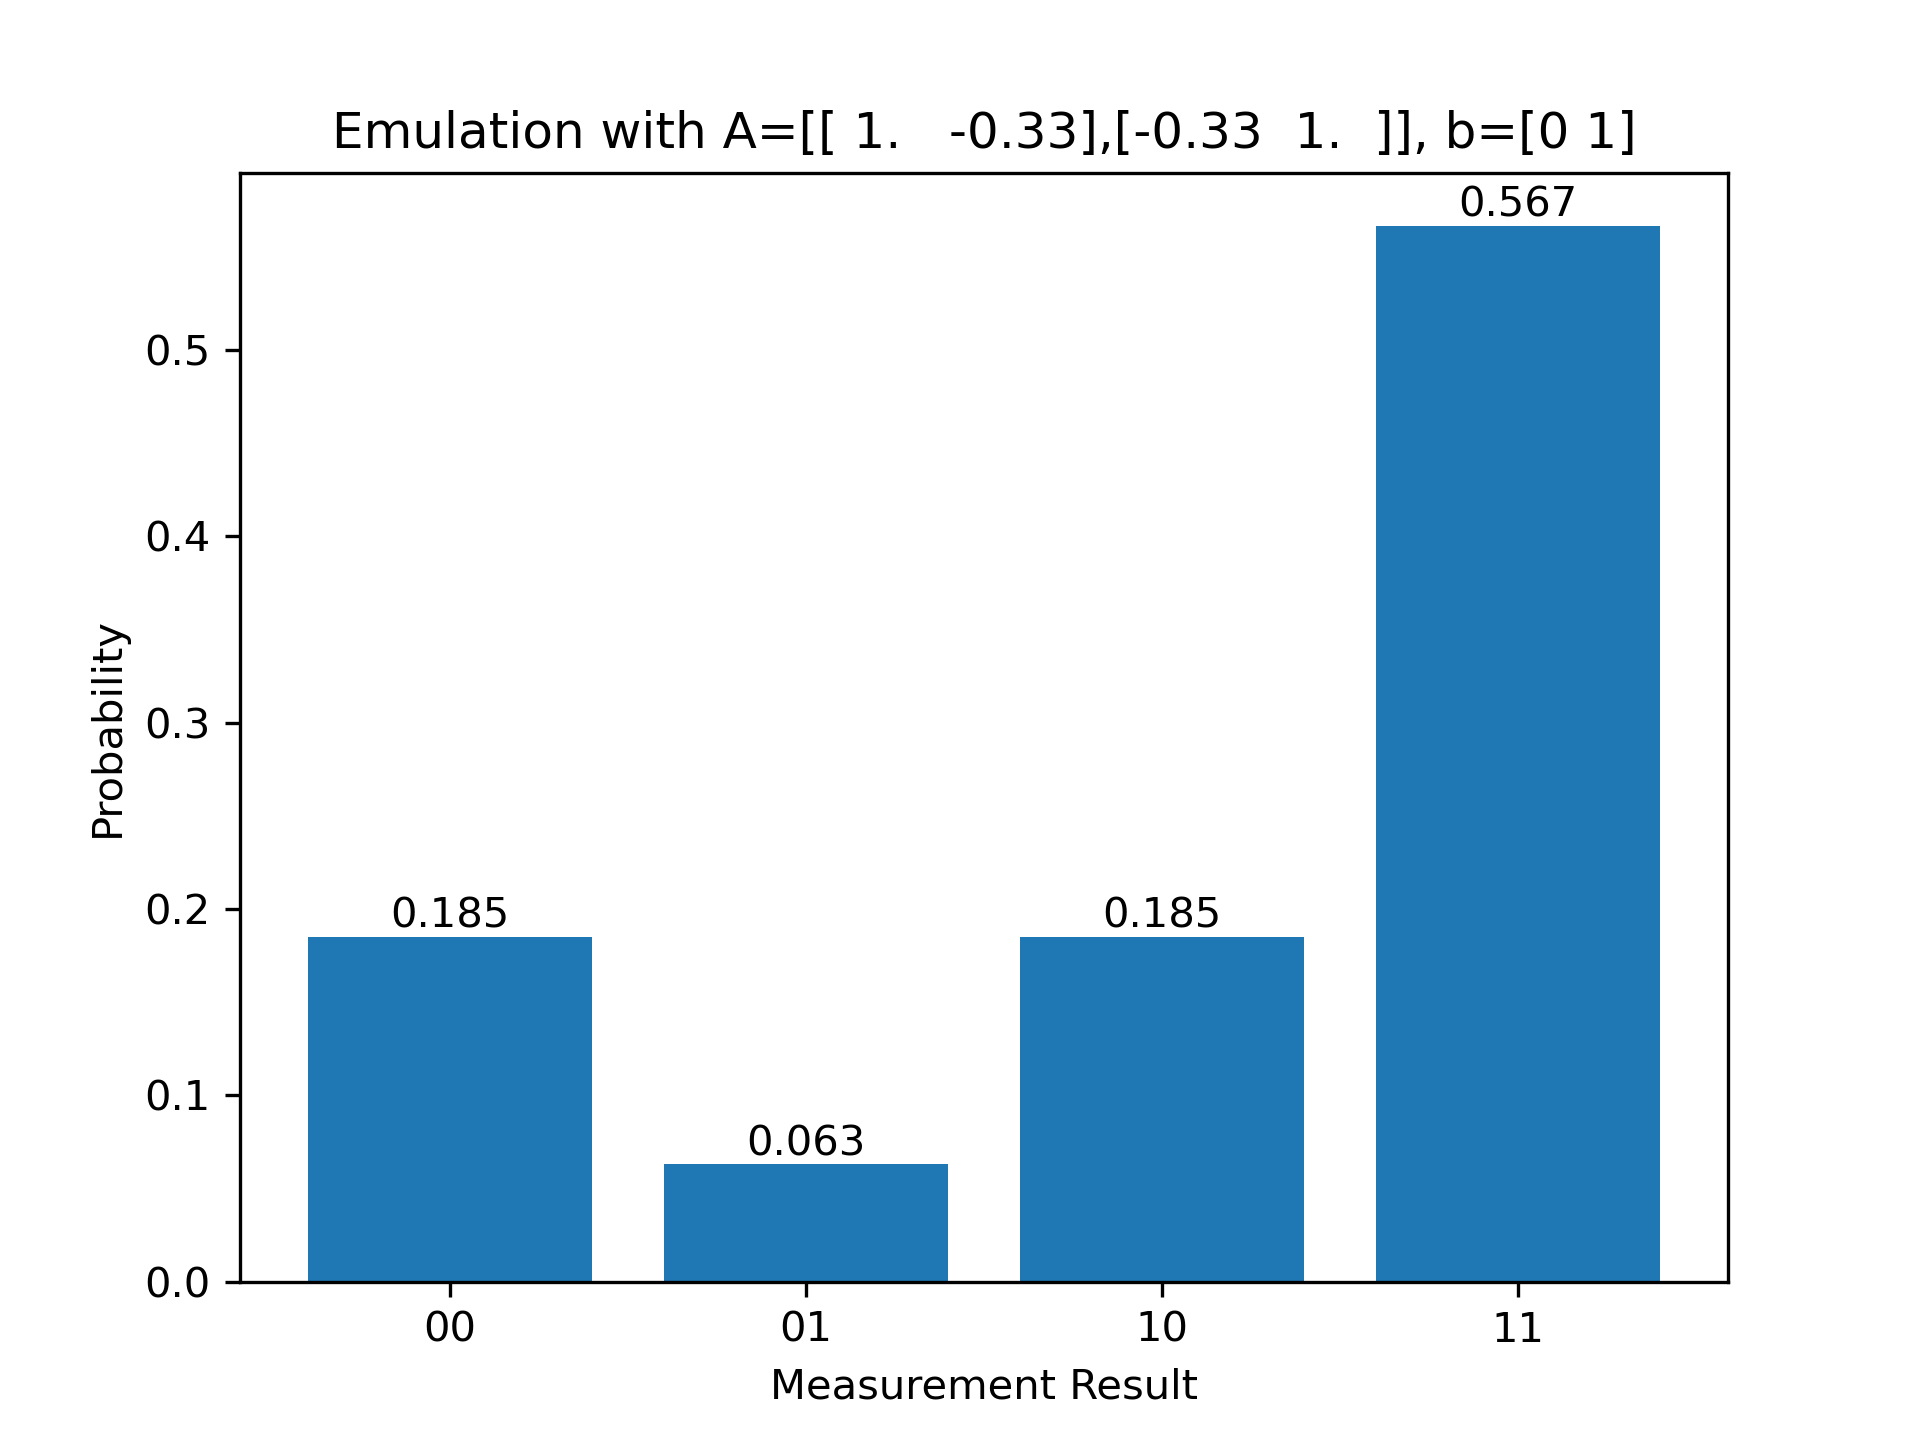 Emulation with A=[[ 1.   -0.33],[-0.33  1.  ]], b=[0 1]
0.567
0.5
0.4
0.3
0.2
0.1
0.0
Probability
0.185
0.063
0.185
00 01 10 11
Measurement Result